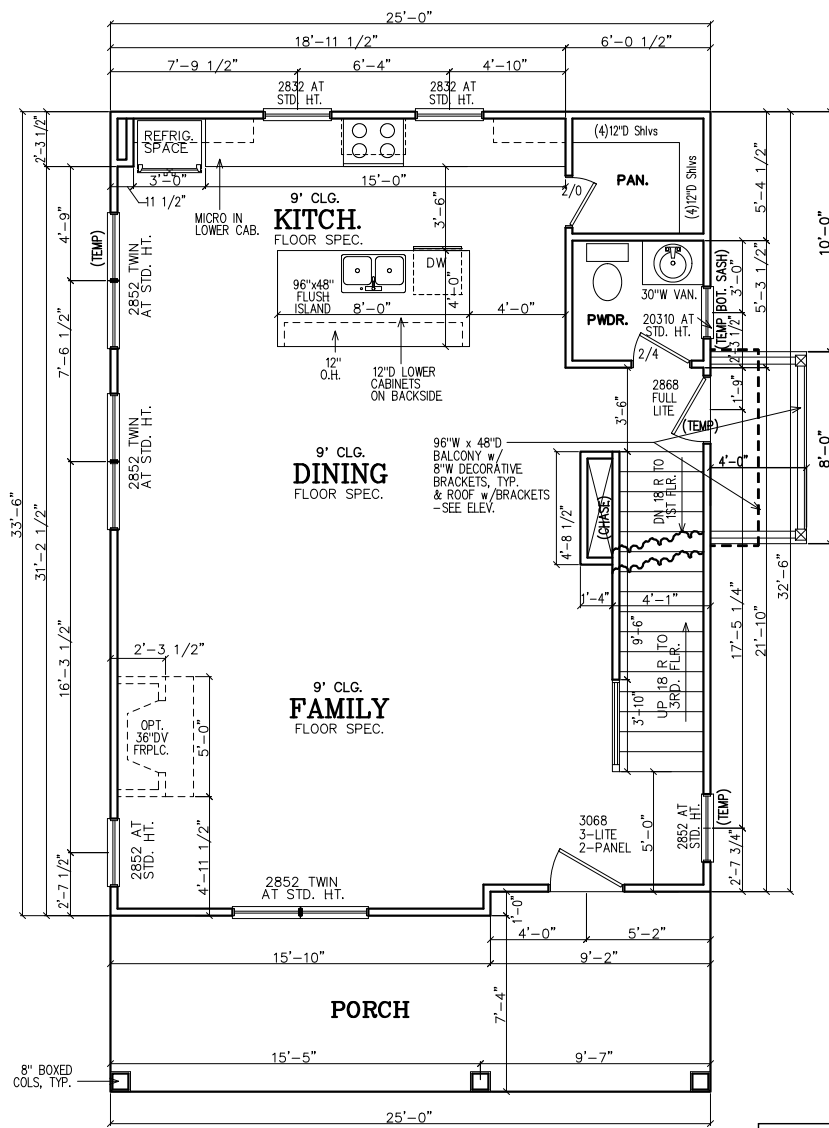 25'-0"
18'-11 1/2"
6'-0 1/2"
7'-9 1/2"
6'-4"
4'-10"
2832 AT
STD. HT.
2832 AT
STD. HT.
2'-3 1/2"
REFRIG.
SPACE
3'-0"
15'-0"
11 1/2"
MICRO IN
LOWER CAB.
9' CLG.
KITCH.
FLOOR SPEC.
3'-6"
2/0
(4)12"D Shlvs
PAN.
(4)12"D Shlvs
5'-4 1/2"
10'-0"
4'-9"
(TEMP)
2852 TWIN
AT STD. HT.
96"x48"
FLUSH
ISLAND
DW
4'-0"
8'-0"
4'-0"
12"
O.H.
12"D LOWER
CABINETS
ON BACKSIDE
30"W VAN.
PWDR.
20310 AT
STD. HT.
2/4
(TEMP BOT. SASH)
3'-0"
5'-3 1/2"
2'-3 1/2"
7'-6 1/2"
2868
FULL
LITE
(TEMP)
1'-9"
3'-6"
4'-0"
8'-0"
2852 TWIN
AT STD. HT.
9' CLG.
DINING
FLOOR SPEC.
96"W x 48"D
BALCONY w/
8"W DECORATIVE
BRACKETS, TYP.
& ROOF w/BRACKETS
-SEE ELEV.
(CHASE)
DN 18 R TO
1ST FLR.
4'-8 1/2"
1'-4"
4'-1"
33'-6"
31'-2 1/2"
16'-3 1/2"
17'-5 1/4"
21'-10"
32'-6"
9'-6"
UP 18 R TO
3RD. FLR.
3'-10"
2'-3 1/2"
9' CLG.
FAMILY
FLOOR SPEC.
OPT.
36"DV
FRPLC.
5'-0"
4'-11 1/2"
2852 AT
STD. HT.
2'-7 1/2"
2852 TWIN
AT STD. HT.
3068
3-LITE
2-PANEL
5'-0"
2852 AT
STD. HT.
(TEMP)
2'-7 3/4"
1'-0"
4'-0"
5'-2"
15'-10"
9'-2"
7'-4"
PORCH
15'-5"
9'-7"
8" BOXED
COLS, TYP.
25'-0"